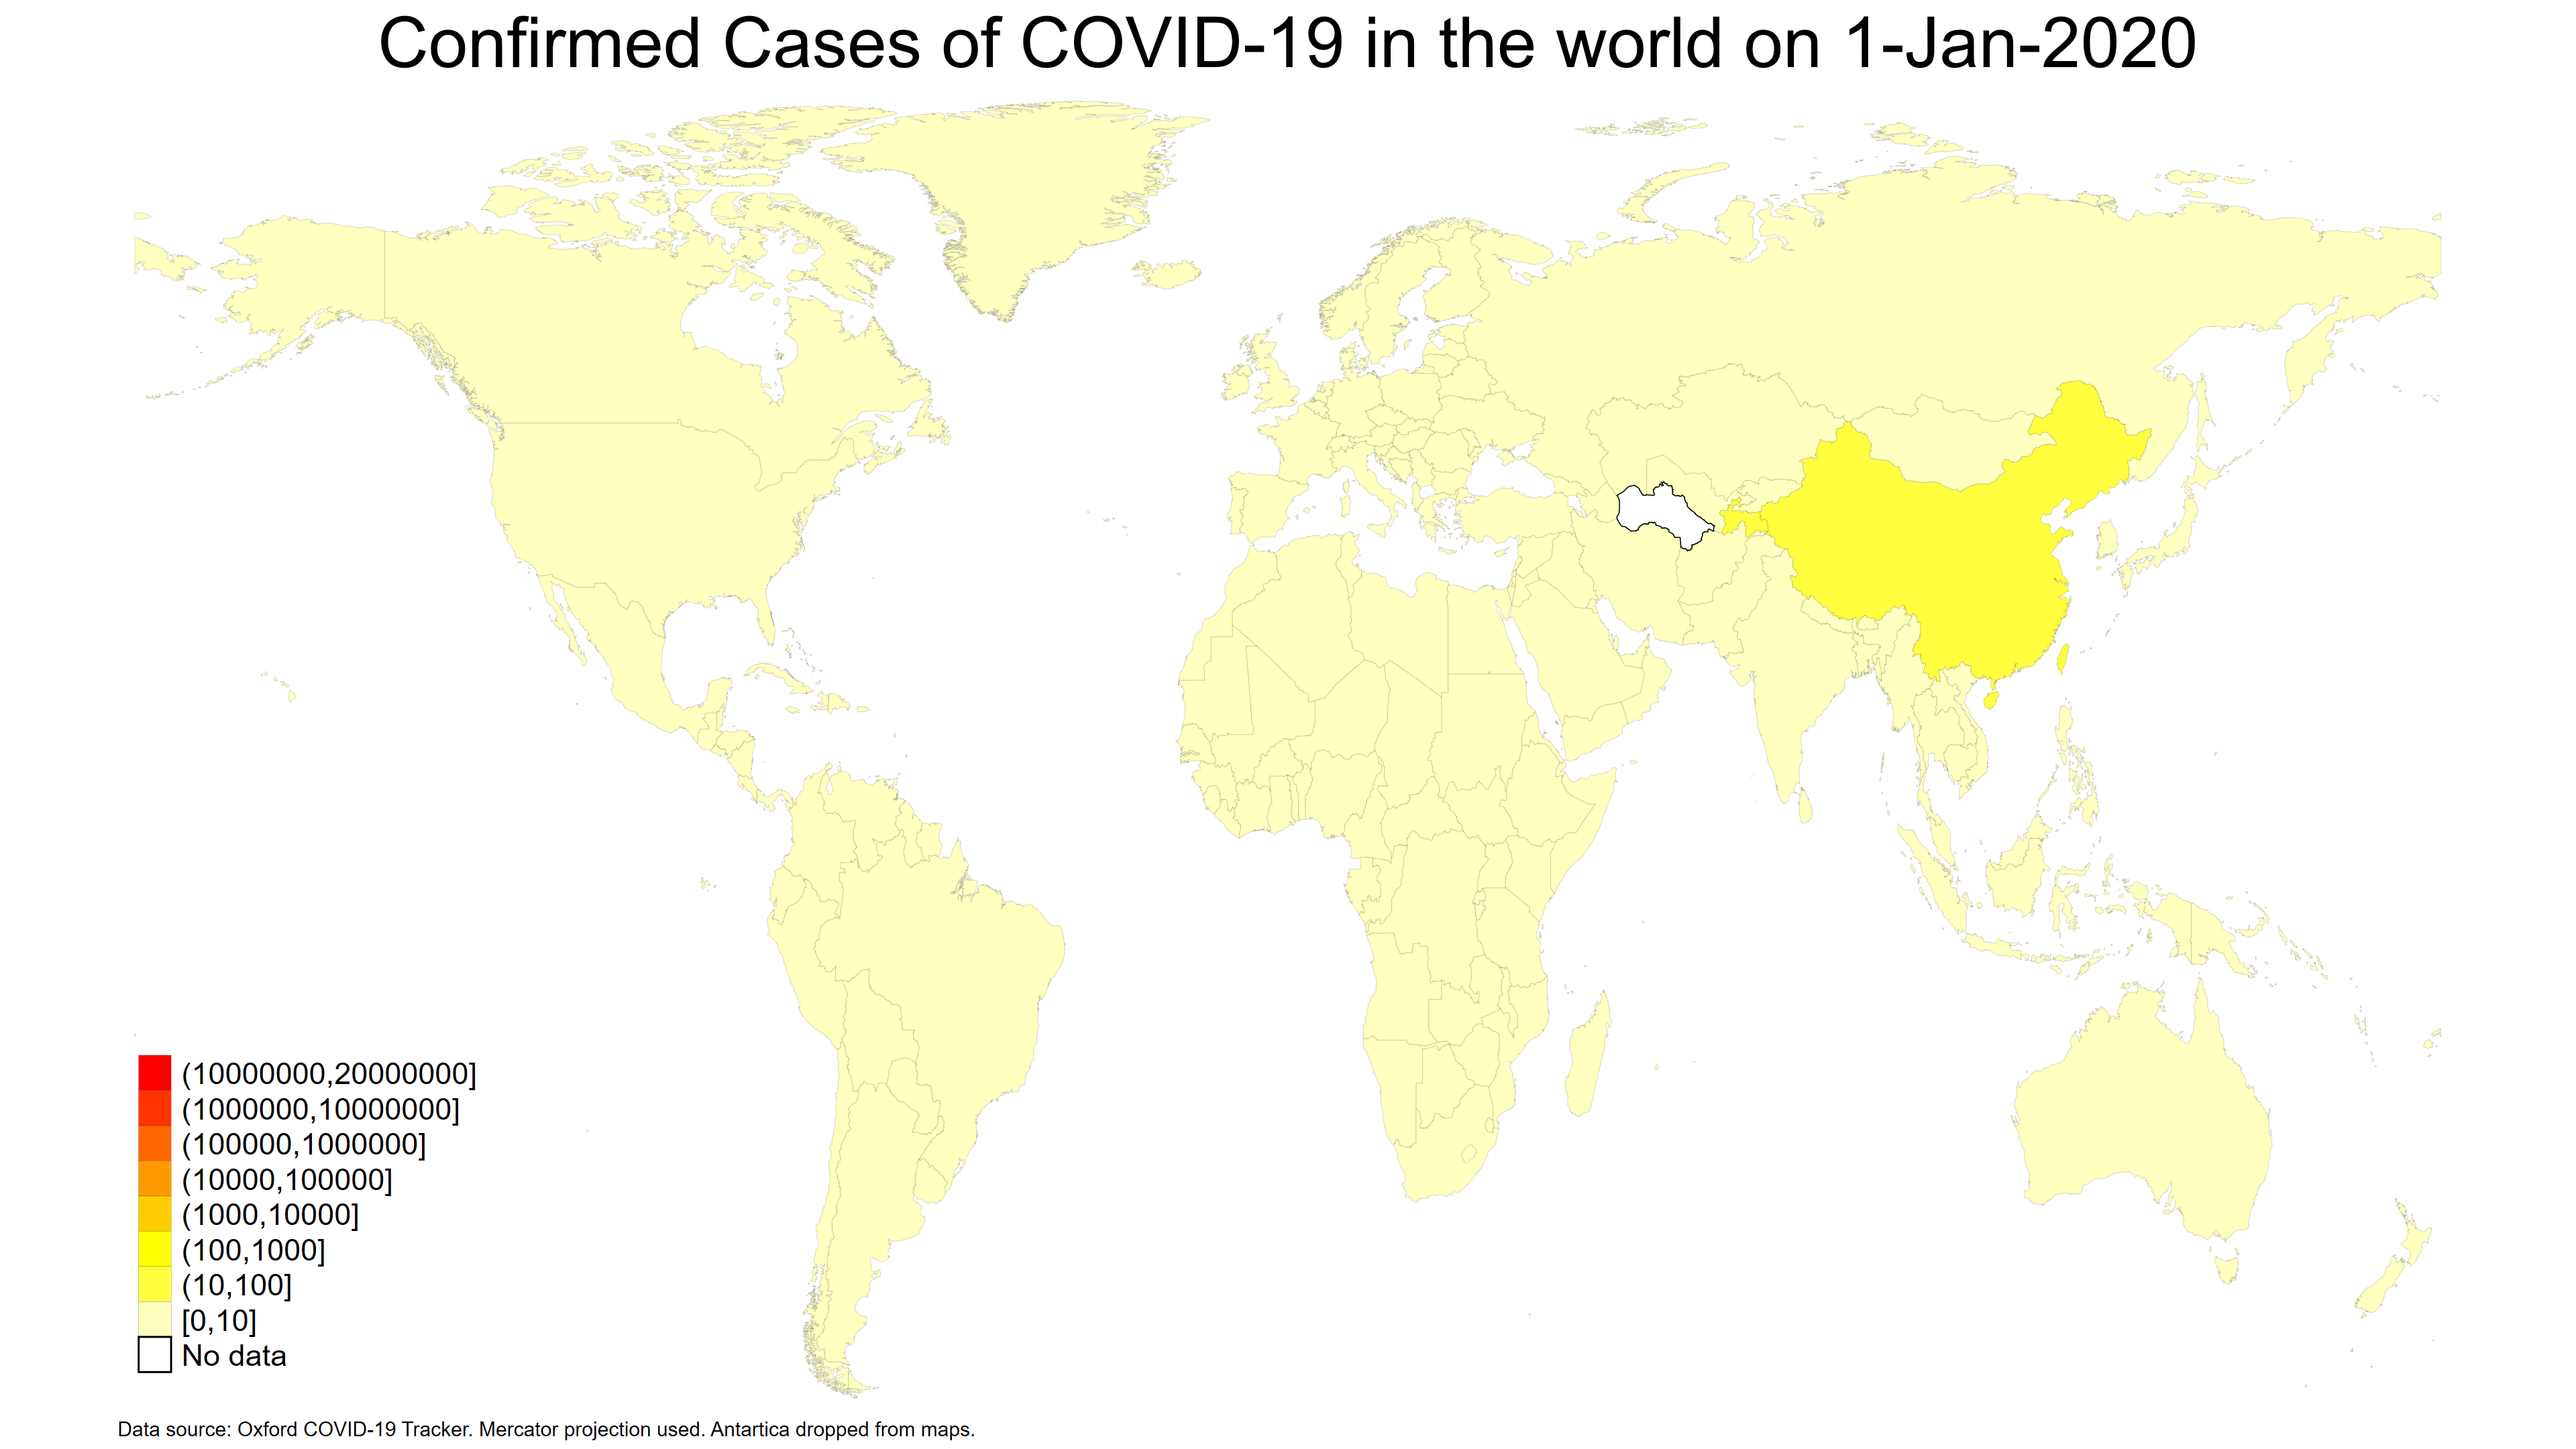 Confirmed Cases of COVID-19 in the world on 1-Jan-2020
(10000000,20000000]
(1000000,10000000]
(100000,1000000]
(10000,100000]
(1000,10000]
(100,1000]
(10,100]
[0,10]
No data
Data source: Oxford COVID-19 Tracker. Mercator projection used. Antartica dropped from maps.